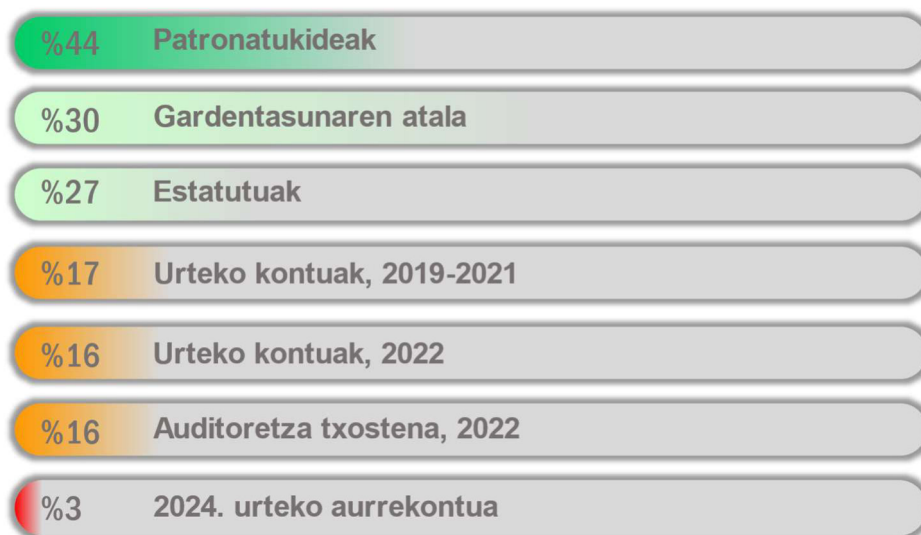 %44 Patronatukideak
%30 Gardentasunaren atala
%27 Estatutuak
%17 Urteko kontuak, 2019-2021
%16 Urteko kontuak, 2022
%16 Auditoretza txostena, 2022
%3 2024. urteko aurrekontua